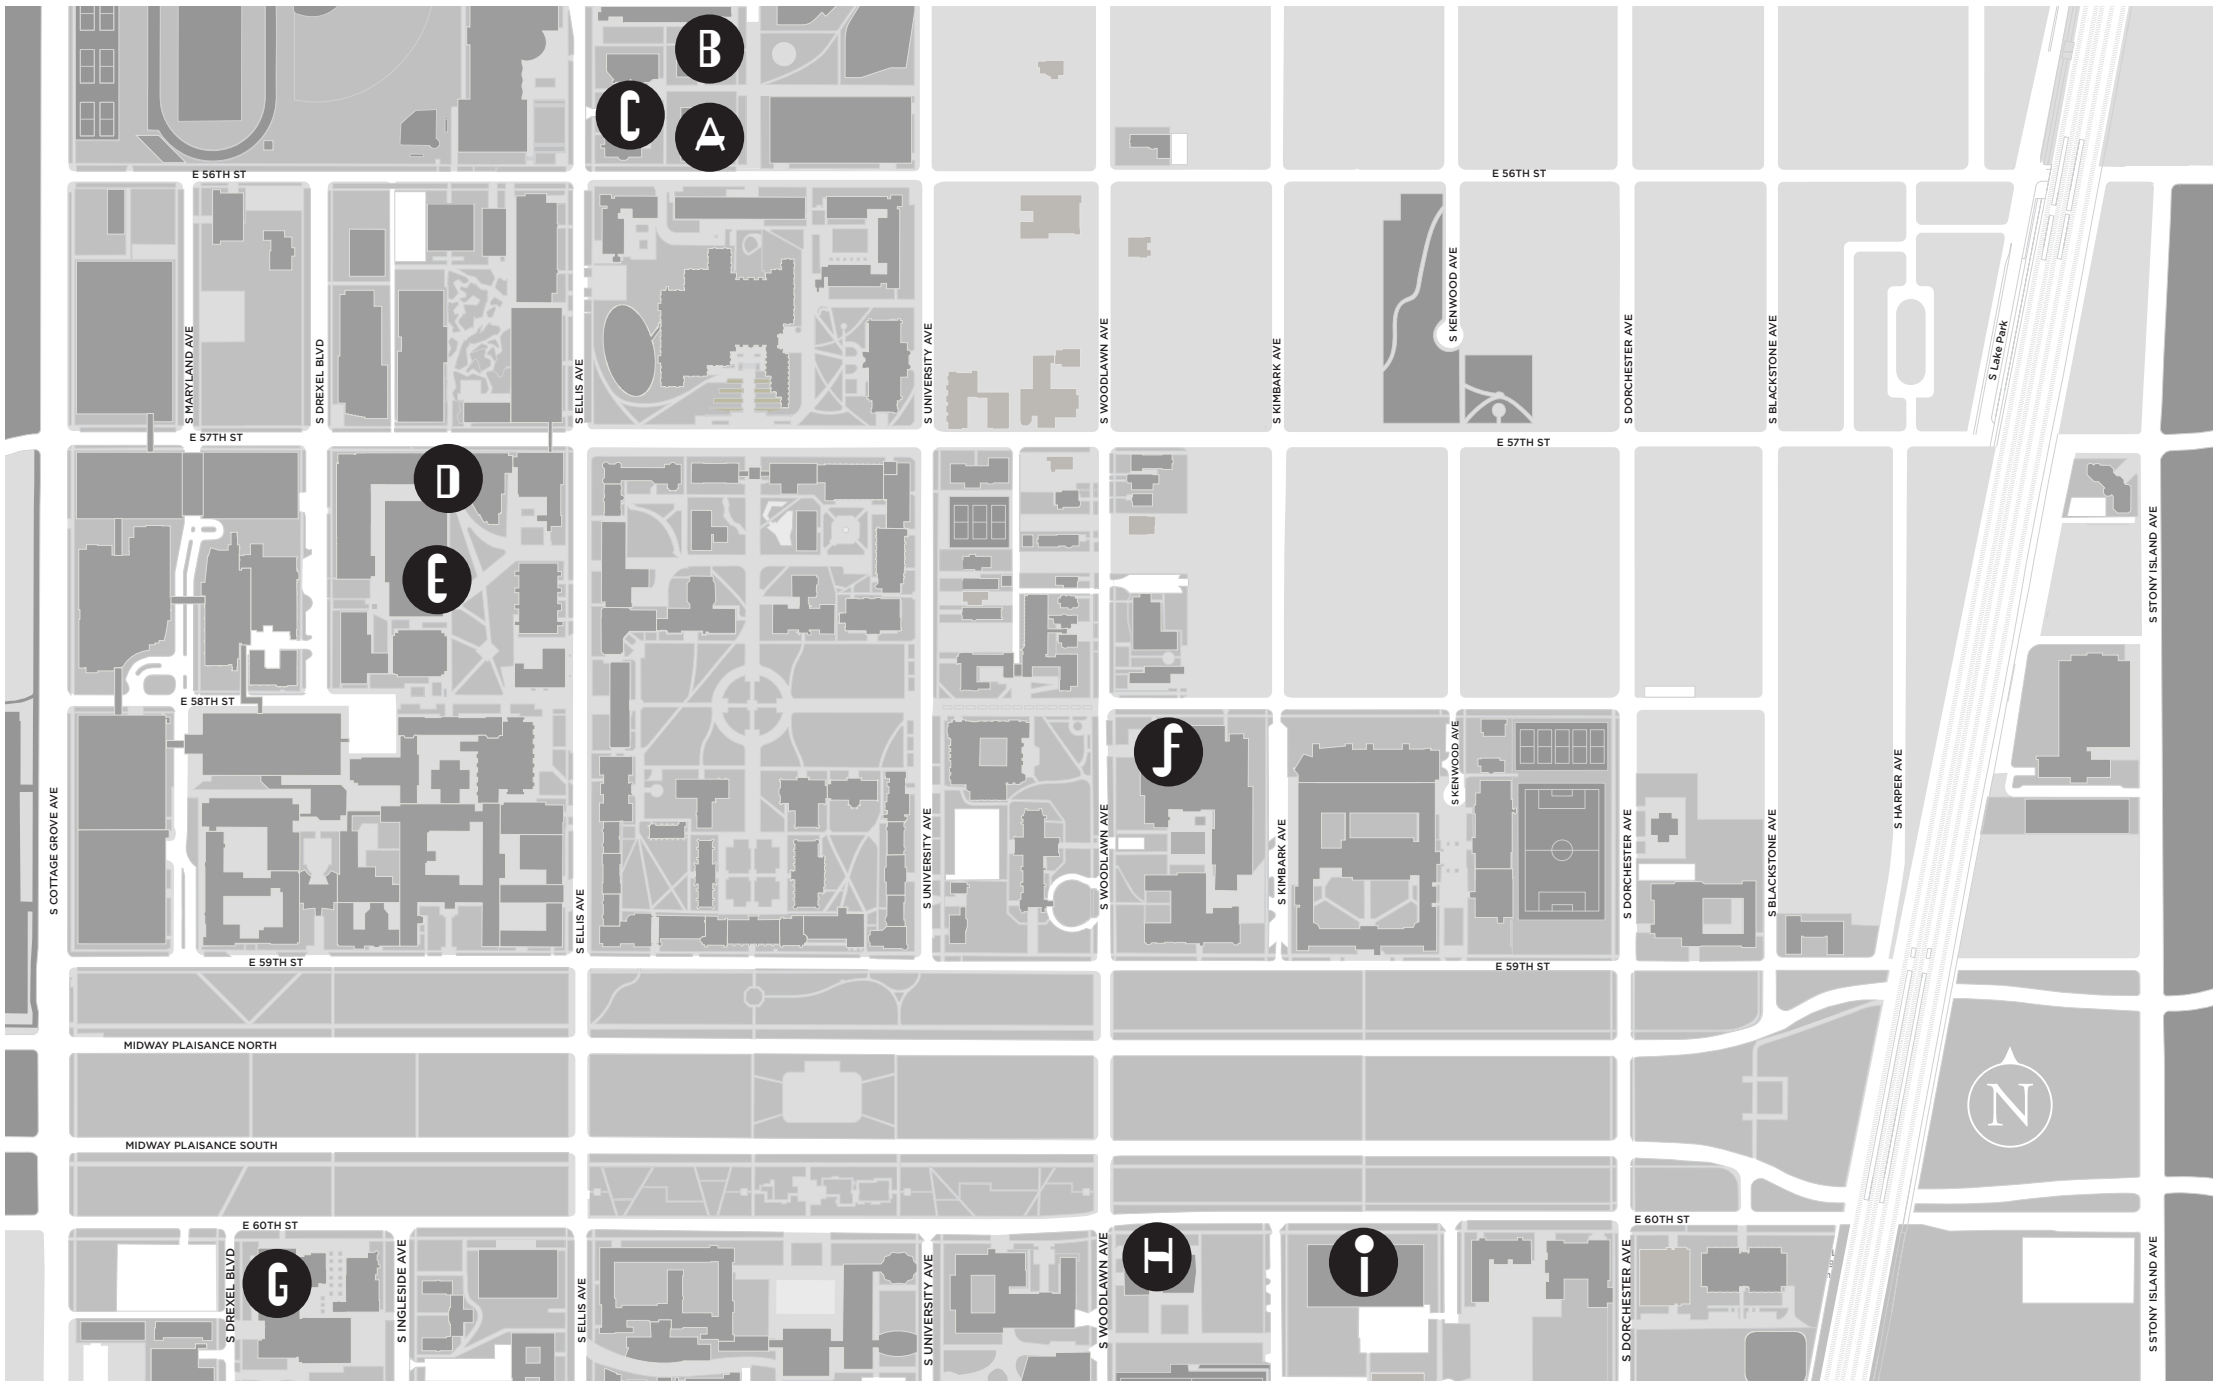 B
C
A
E 56TH ST
E 56TH ST
S MARYLAND AVE
S DREXEL BLVD
S ELLIS AVE
S UNIVERSITY AVE
S WOODLAWN AVE
S KIMBARK AVE
S KENWOOD AVE
S DORCHESTER AVE
S BLACKSTONE AVE
S Lake Park
E 57TH ST
E 57TH ST
D
E
S STONY ISLAND AVE
E 58TH ST
F
S COTTAGE GROVE AVE
S ELLIS AVE
S UNIVERSITY AVE
S WOODLAWN AVE
S KIMBARK AVE
S KENWOOD AVE
S DORCHESTER AVE
S BLACKSTONE AVE
S HARPER AVE
E 59TH ST
E 59TH ST
MIDWAY PLAISANCE NORTH
N
MIDWAY PLAISANCE SOUTH
E 60TH ST
E 60TH ST
G
H
i
S DREXEL BLVD
S INGLESIDE AVE
S ELLIS AVE
S UNIVERSITY AVE
S WOODLAWN AVE
S DORCHESTER AVE
S STONY ISLAND AVE